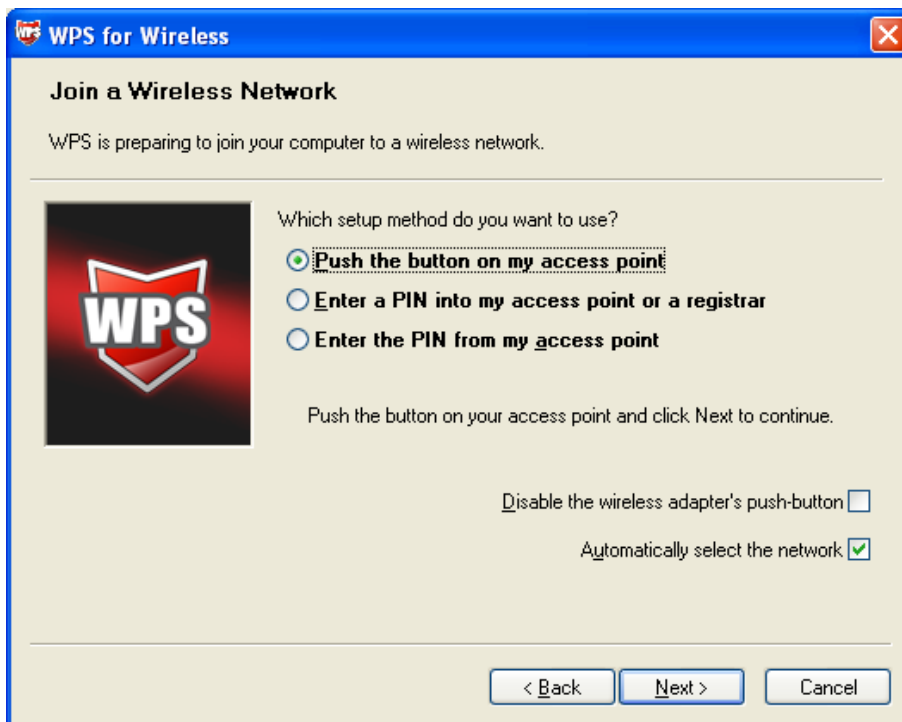 WPS for Wireless
Join a Wireless Network
WPS is preparing to join your computer to a wireless network.
Which setup method do you want to use?
Push the button on my access point
Enter a PIN into my access point or a registrar
Enter the PIN from my access point
WPS
Push the button on your access point and click Next to continue.
Disable the wireless adapter's push-button
Automatically select the network
< Back
Next >
Cancel